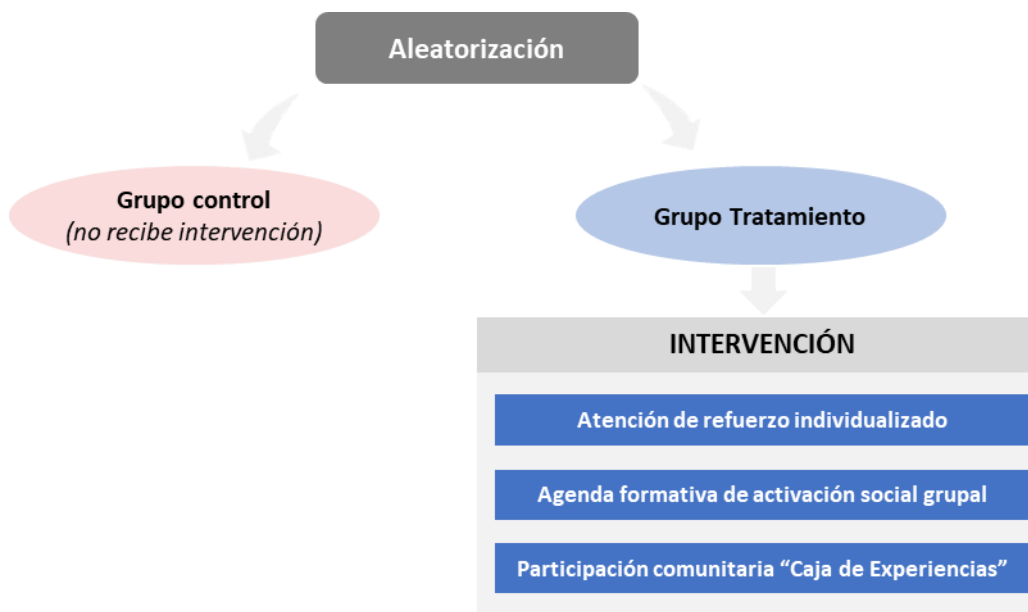 Aleatorización
Grupo control
(no recibe intervención)
Grupo Tratamiento
INTERVENCIÓN
Atención de refuerzo individualizado
Agenda formativa de activación social grupal
Participación comunitaria “Caja de Experiencias”